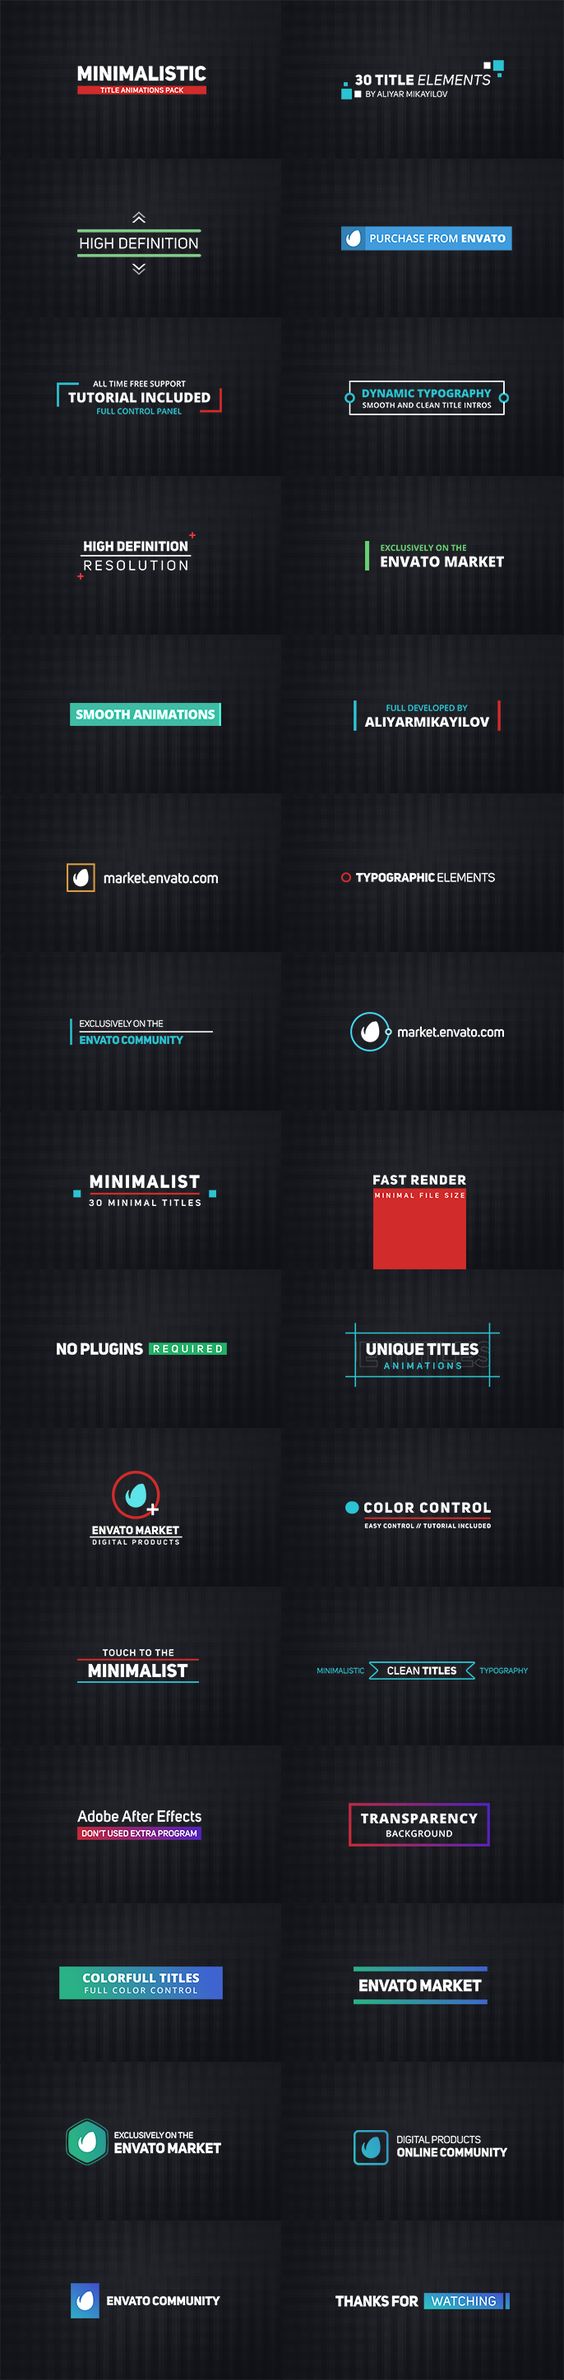 MINIMALISTIC
TITLE ANIMATIONS PACK
30 TITLE ELEMENTS
BY ALIYAR MIKAYILOV
HIGH DEFINITION
PURCHASE FROM ENVATO
ALL TIME FREE SUPPORT
TUTORIAL INCLUDED
FULL CONTROL PANEL
DYNAMIC TYPOGRAPHY
SMOOTH AND CLEAN TITLE INTROS
HIGH DEFINITION
RESOLUTION
EXCLUSIVELY ON THE
ENVATO MARKET
SMOOTH ANIMATIONS
FULL DEVELOPED BY
ALIYARMIKAYILOV
market.envato.com
TYPOGRAPHIC ELEMENTS
EXCLUSIVELY ON THE
ENVATO COMMUNITY
market.envato.com
MINIMALIST
30 MINIMAL TITLES
FAST RENDER
MINIMAL FILE SIZE
NO PLUGINS REQUIRED
UNIQUE TITLES
ANIMATIONS
ENVATO MARKET
DIGITAL PRODUCTS
COLOR CONTROL
EASY CONTROL // TUTORIAL INCLUDED
TOUCH TO THE
MINIMALIST
MINIMALISTIC CLEAN TITLES TYPOGRAPHY
Adobe After Effects
DON'T USED EXTRA PROGRAM
TRANSPARENCY
BACKGROUND
COLORFULL TITLES
FULL COLOR CONTROL
ENVATO MARKET
EXCLUSIVELY ON THE
ENVATO MARKET
DIGITAL PRODUCTS
ONLINE COMMUNITY
ENVATO COMMUNITY
THANKS FOR WATCHING